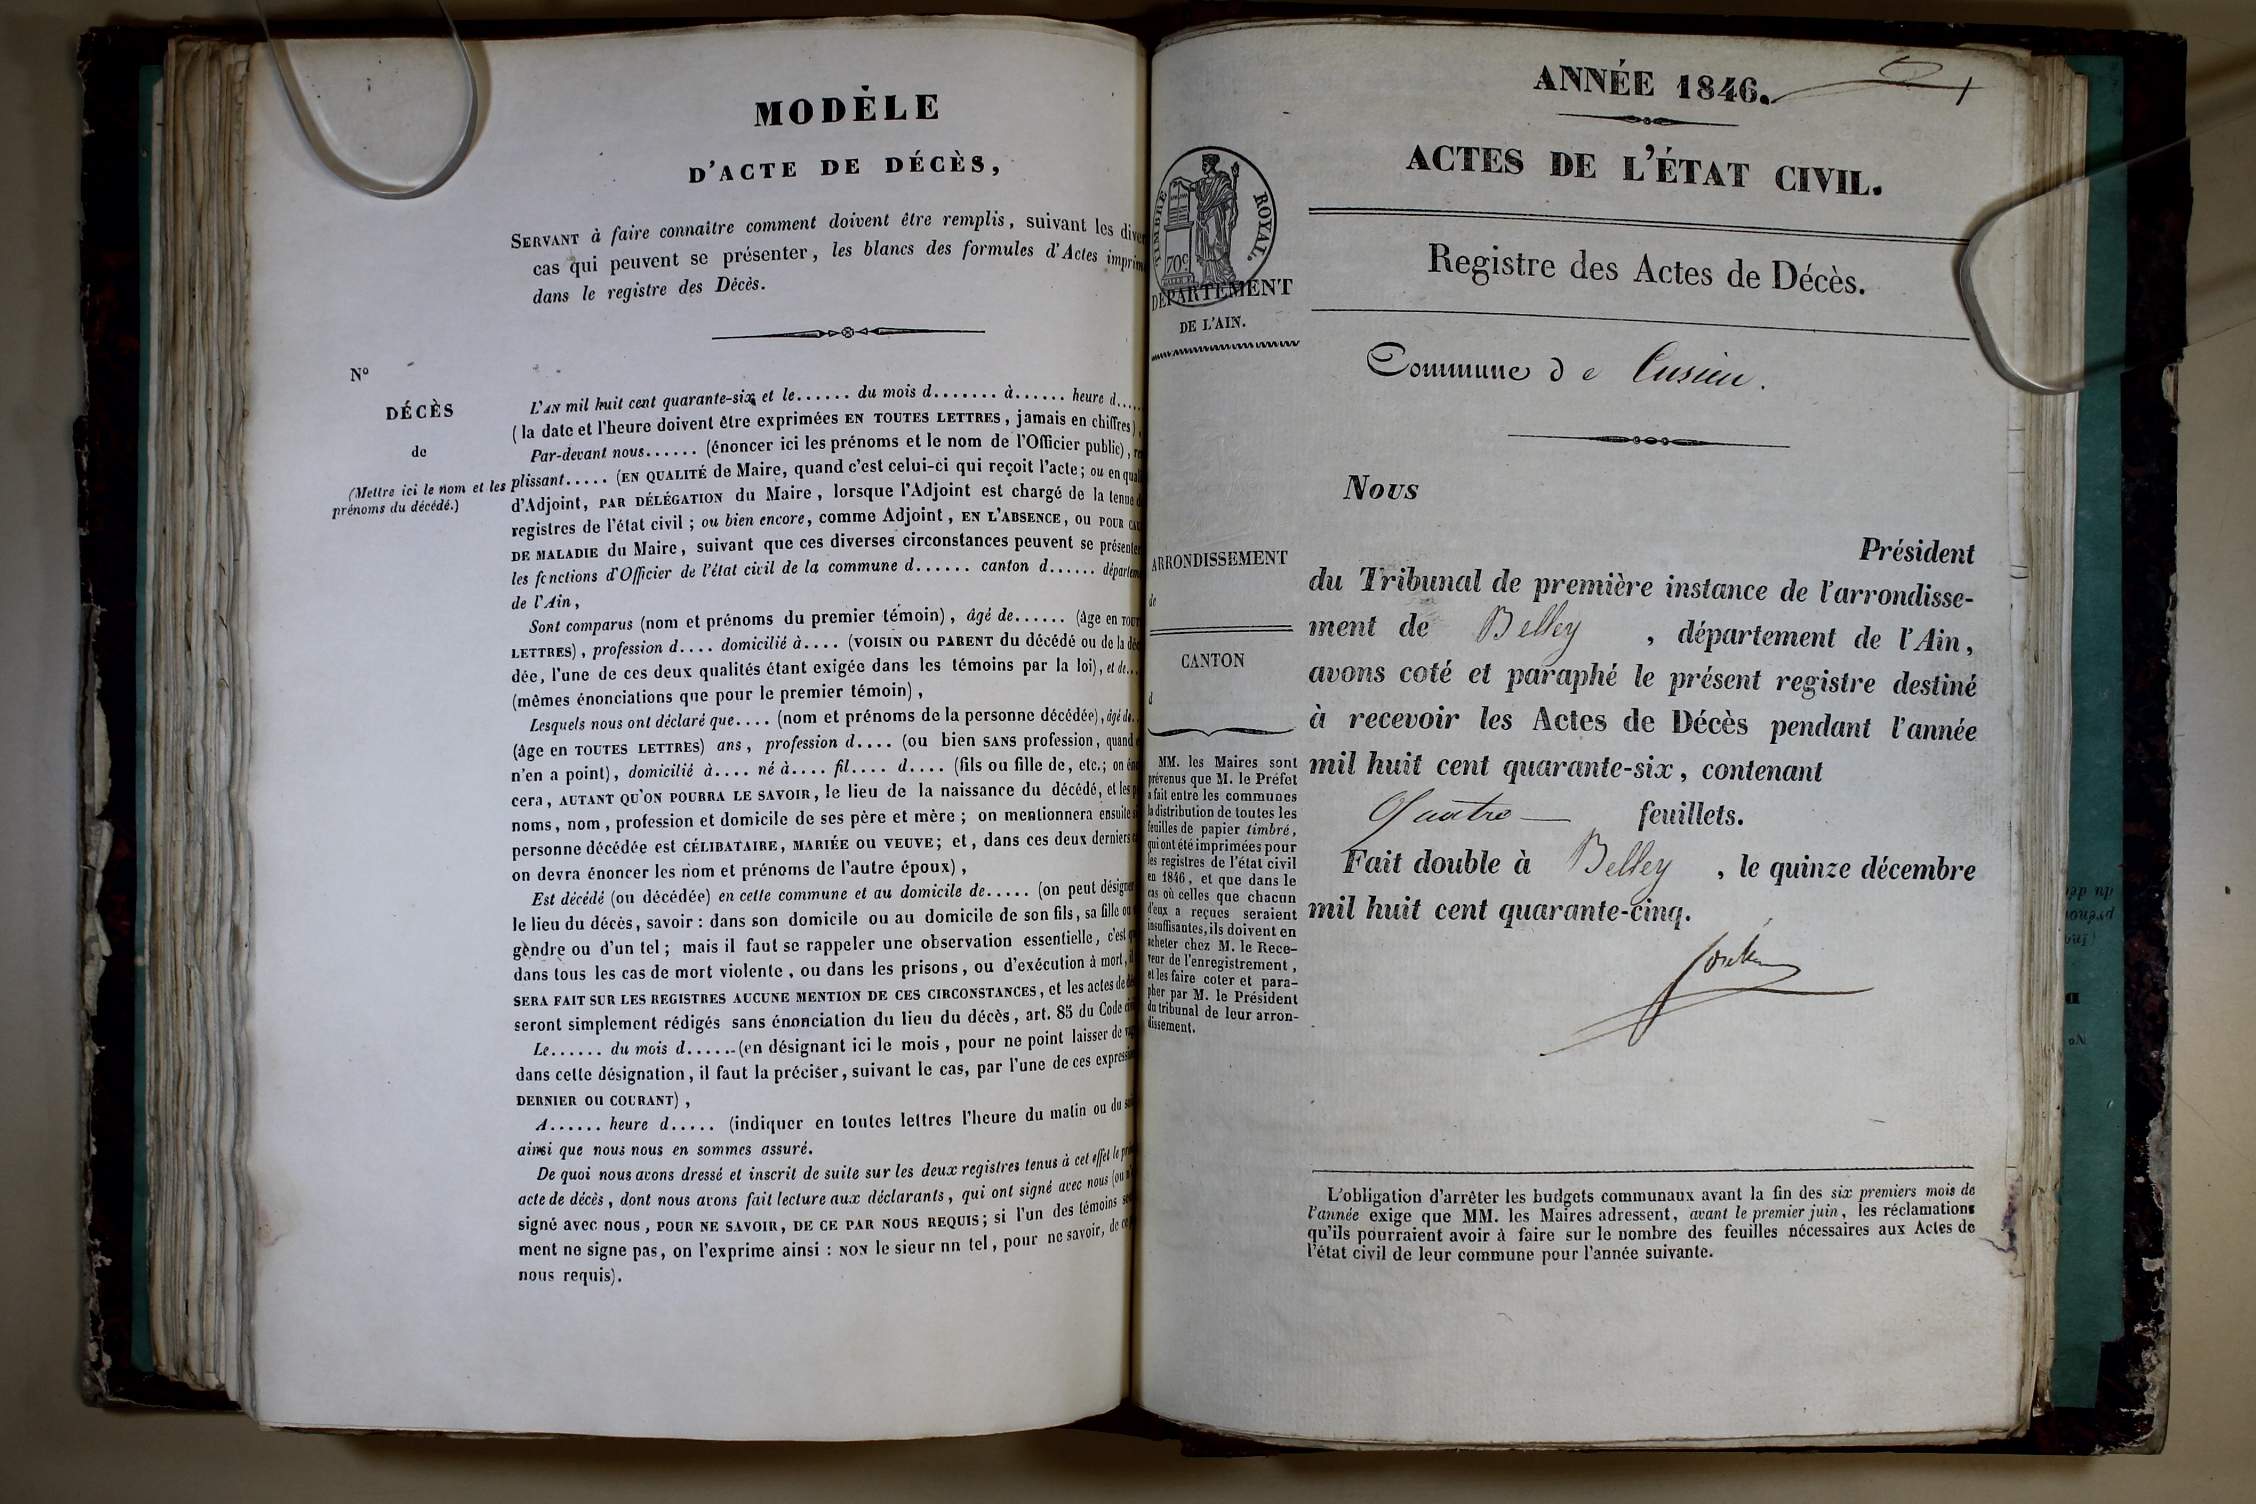 MODÈLE
D'ACTE DE DÉCÈS,
SERVANT à faire connaître comment doivent être remplis, suivant les diver
cas qui peuvent se présenter, les blancs des formules d'Actes imprim
dans le registre des Décès.
No
DÉCÈS
de
(Mettre ici le nom et les
prénoms du décédé.)
L'AN mil huit cent quarante-six et le...... du mois d....... à...... heure d.....
(la date et l'heure doivent être exprimées EN TOUTES LETTRES, jamais en chiffres),
Par-devant nous...... (énoncer ici les prénoms et le nom de l'Officier public), re
plissant..... (EN QUALITÉ de Maire, quand c'est celui-ci qui reçoit l'acte; ou en quali
d'Adjoint, PAR DÉLÉGATION du Maire, lorsque l'Adjoint est chargé de la tenue d
registres de l'état civil; ou bien encore, comme Adjoint, EN L'ABSENCE, OU POUR CAU
DE MALADIE du Maire, suivant que ces diverses circonstances peuvent se présenter
les fonctions d'Officier de l'état civil de la commune d...... canton d...... départem
de l'Ain,
Sont comparus (nom et prénoms du premier témoin), âgé de...... (âge en TOUT
LETTRES), profession d.... domicilié à.... (VOISIN OU PARENT du décédé ou de la déc
dée, l'une de ces deux qualités étant exigée dans les témoins par la loi), et de...
(mêmes énonciations que pour le premier témoin),
Lesquels nous ont déclaré que.... (nom et prénoms de la personne décédée), âgé de..
(âge en TOUTES LETTRES) ans, profession d.... (ou bien SANS profession, quand e
n'en a point), domicilié à.... né à.... fil.... d.... (fils ou fille de, etc.; on éno
cera, AUTANT QU'ON POURRA LE SAVOIR, le lieu de la naissance du décédé, et les p
noms, nom, profession et domicile de ses père et mère; on mentionnera ensuite si
personne décédée est CÉLIBATAIRE, MARIÉE OU VEUVE; et, dans ces deux derniers c
on devra énoncer les nom et prénoms de l'autre époux),
Est décédé (ou décédée) en cette commune et au domicile de..... (on peut désigner
le lieu du décès, savoir: dans son domicile ou au domicile de son fils, sa fille ou
gendre ou d'un tel; mais il faut se rappeler une observation essentielle, c'est qu
dans tous les cas de mort violente, ou dans les prisons, ou d'exécution à mort, il
SERA FAIT SUR LES REGISTRES AUCUNE MENTION DE CES CIRCONSTANCES, et les actes de dé
seront simplement rédigés sans énonciation du lieu du décès, art. 85 du Code civ
Le...... du mois d...... (en désignant ici le mois, pour ne point laisser de vag
dans cette désignation, il faut la préciser, suivant le cas, par l'une de ces expressio
DERNIER OU COURANT),
A...... heure d..... (indiquer en toutes lettres l'heure du matin ou du soi
ainsi que nous nous en sommes assuré.
De quoi nous avons dressé et inscrit de suite sur les deux registres tenus à cet effet le pré
acte de décès, dont nous avons fait lecture aux déclarants, qui ont signé avec nous (ou n'
signé avec nous, POUR NE SAVOIR, DE CE PAR NOUS REQUIS; si l'un des témoins seu
ment ne signe pas, on l'exprime ainsi: NON le sieur nn tel, pour ne savoir, de ce
nous requis).
ANNÉE 1846.
1
ACTES DE L'ÉTAT CIVIL.
TIMBRE ROYAL.
70c
DÉPARTEMENT
DE L'AIN.
Registre des Actes de Décès.
Commune de Cusieu.
ARRONDISSEMENT
de
CANTON
d
MM. les Maires sont
prévenus que M. le Préfet
a fait entre les communes
la distribution de toutes les
feuilles de papier timbré,
qui ont été imprimées pour
les registres de l'état civil
en 1846, et que dans le
cas où celles que chacun
d'eux a reçues seraient
insuffisantes, ils doivent en
acheter chez M. le Rece-
veur de l'enregistrement,
et les faire coter et para-
pher par M. le Président
du tribunal de leur arron-
dissement.
Nous
Président
du Tribunal de première instance de l'arrondisse-
ment de Belley, département de l'Ain,
avons coté et paraphé le présent registre destiné
à recevoir les Actes de Décès pendant l'année
mil huit cent quarante-six, contenant
Quatre feuillets.
Fait double à Belley, le quinze décembre
mil huit cent quarante-cinq.
L'obligation d'arrêter les budgets communaux avant la fin des six premiers mois de
l'année exige que MM. les Maires adressent, avant le premier juin, les réclamations
qu'ils pourraient avoir à faire sur le nombre des feuilles nécessaires aux Actes de
l'état civil de leur commune pour l'année suivante.